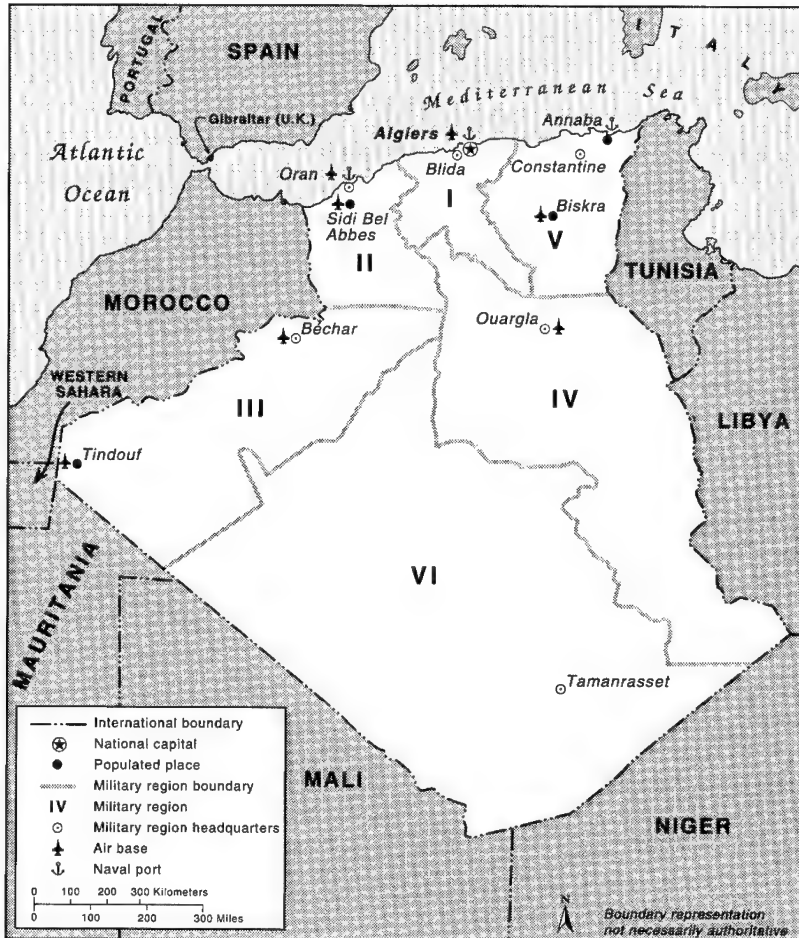 SPAIN
PORTUGAL
ITALY
Mediterranean Sea
Gibraltar (U.K.)
Algiers
Annaba
Atlantic
Ocean
Oran
Blida
Constantine
I
Sidi Bel
Abbes
Biskra
II
V
TUNISIA
MOROCCO
Ouargla
Béchar
WESTERN
SAHARA
III
IV
LIBYA
Tindouf
MAURITANIA
VI
Tamanrasset
International boundary
National capital
Populated place
Military region boundary
IV Military region
Military region headquarters
Air base
Naval port
0 100 200 300 Kilometers
0 100 200 300 Miles
MALI
NIGER
N
Boundary representation
not necessarily authoritative